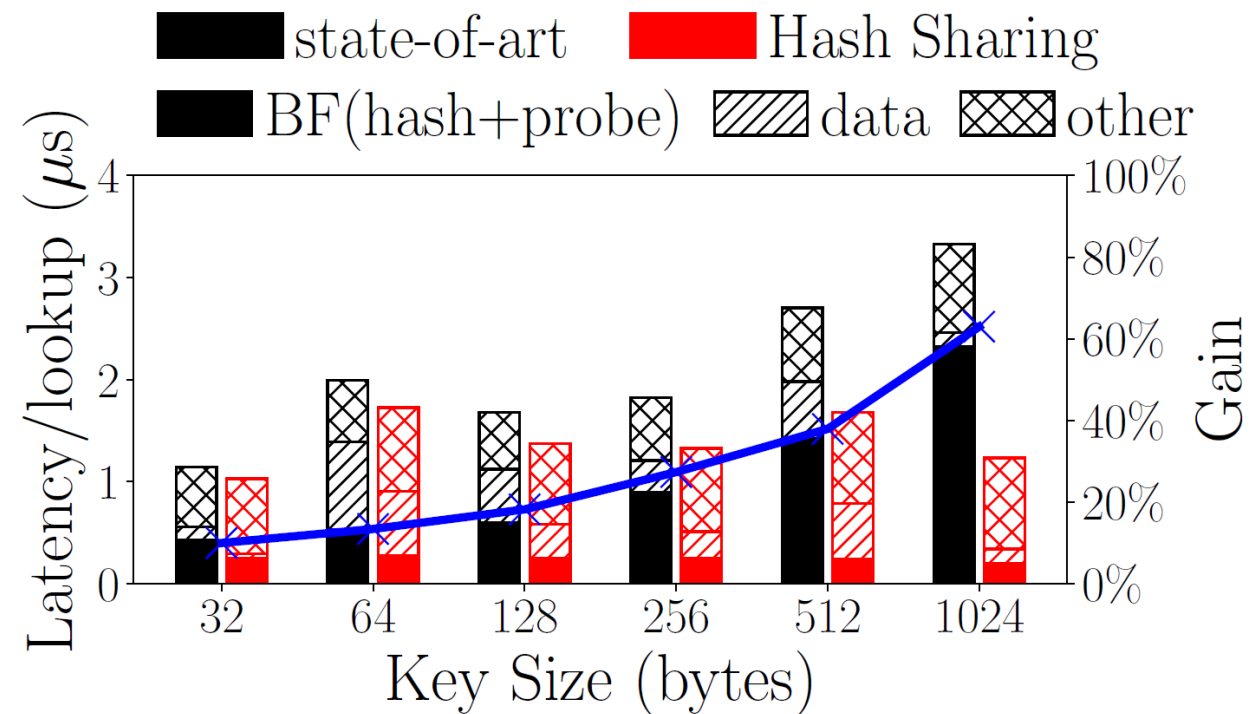 state-of-art Hash Sharing
BF(hash+probe) data other
Latency/lookup (μs)
4
3
2
1
0
100%
80%
60%
40%
20%
0%
Gain
32 64 128 256 512 1024
Key Size (bytes)